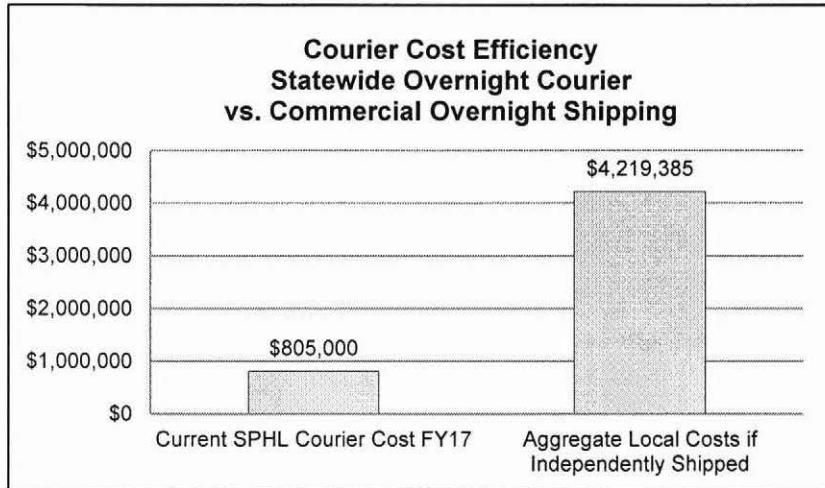 Courier Cost Efficiency
Statewide Overnight Courier
vs. Commercial Overnight Shipping
$5,000,000
$4,000,000
$3,000,000
$2,000,000
$1,000,000
$0
$805,000
$4,219,385
Current SPHL Courier Cost FY17
Aggregate Local Costs if
Independently Shipped